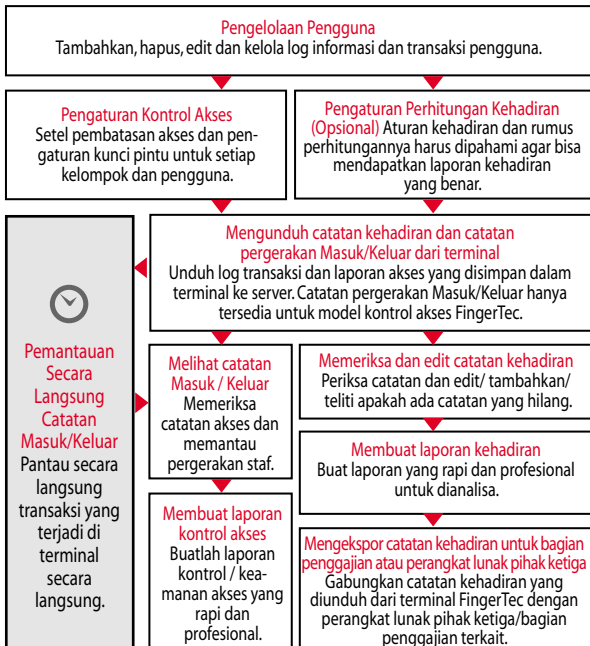 Pengelolaan Pengguna
Tambahkan, hapus, edit dan kelola log informasi dan transaksi pengguna.
Pengaturan Kontrol Akses
Setel pembatasan akses dan pen-
gaturan kunci pintu untuk setiap
kelompok dan pengguna.
Pengaturan Perhitungan Kehadiran
(Opsional) Aturan kehadiran dan rumus
perhitungannya harus dipahami agar bisa
mendapatkan laporan kehadiran
yang benar.
Mengunduh catatan kehadiran dan catatan
pergerakan Masuk/Keluar dari terminal
Unduh log transaksi dan laporan akses yang disimpan dalam
terminal ke server. Catatan pergerakan Masuk/Keluar hanya
tersedia untuk model kontrol akses FingerTec.
Pemantauan
Secara
Langsung
Catatan
Masuk/Keluar
Pantau secara
langsung
transaksi yang
terjadi di
terminal
secara
langsung.
Melihat catatan
Masuk / Keluar
Memeriksa
catatan akses dan
memantau
pergerakan staf.
Membuat laporan
kontrol akses
Buatlah laporan
kontrol / kea-
manan akses yang
rapi dan
profesional.
Memeriksa dan edit catatan kehadiran
Periksa catatan dan edit/ tambahkan/
teliti apakah ada catatan yang hilang.
Membuat laporan kehadiran
Buat laporan yang rapi dan profesional
untuk dianalisa.
Mengekspor catatan kehadiran untuk bagian
penggajian atau perangkat lunak pihak ketiga
Gabungkan catatan kehadiran yang
diunduh dari terminal FingerTec dengan
perangkat lunak pihak ketiga/bagian
penggajian terkait.